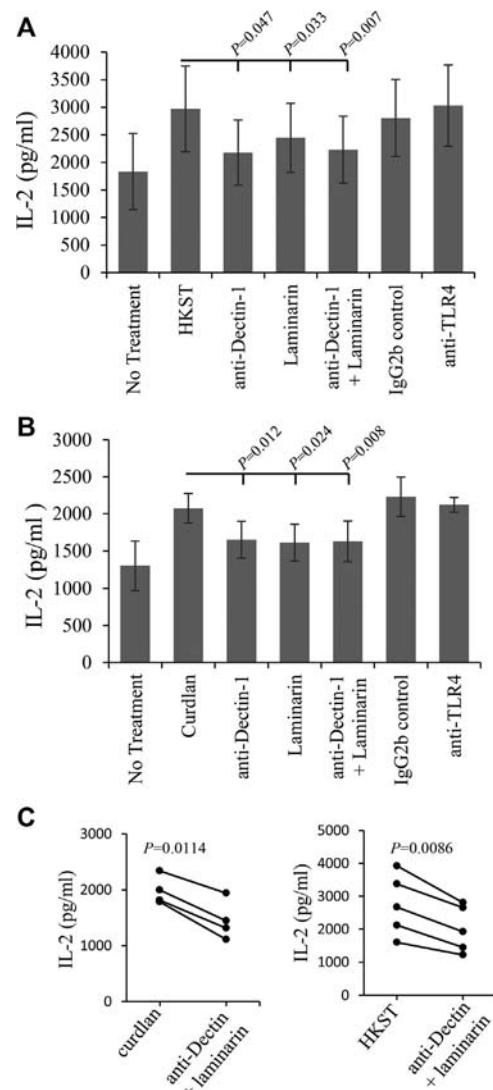 A
P=0.047
P=0.033
P=0.007
IL-2 (pg/ml)
4000
3500
3000
2500
2000
1500
1000
500
0
No Treatment
HKST
anti-Dectin-1
Laminarin
anti-Dectin-1
+ Laminarin
IgG2b control
anti-TLR4
B
P=0.012
P=0.024
P=0.008
IL-2 (pg/ml)
3000
2500
2000
1500
1000
500
0
No Treatment
Curdlan
anti-Dectin-1
Laminarin
anti-Dectin-1
+ Laminarin
IgG2b control
anti-TLR4
C
P=0.0114
IL-2 (pg/ml)
3000
2000
1000
0
curdlan
anti-Dectin
laminarin
P=0.0086
IL-2 (pg/ml)
5000
4000
3000
2000
1000
0
HKST
anti-Dectin
+ laminarin